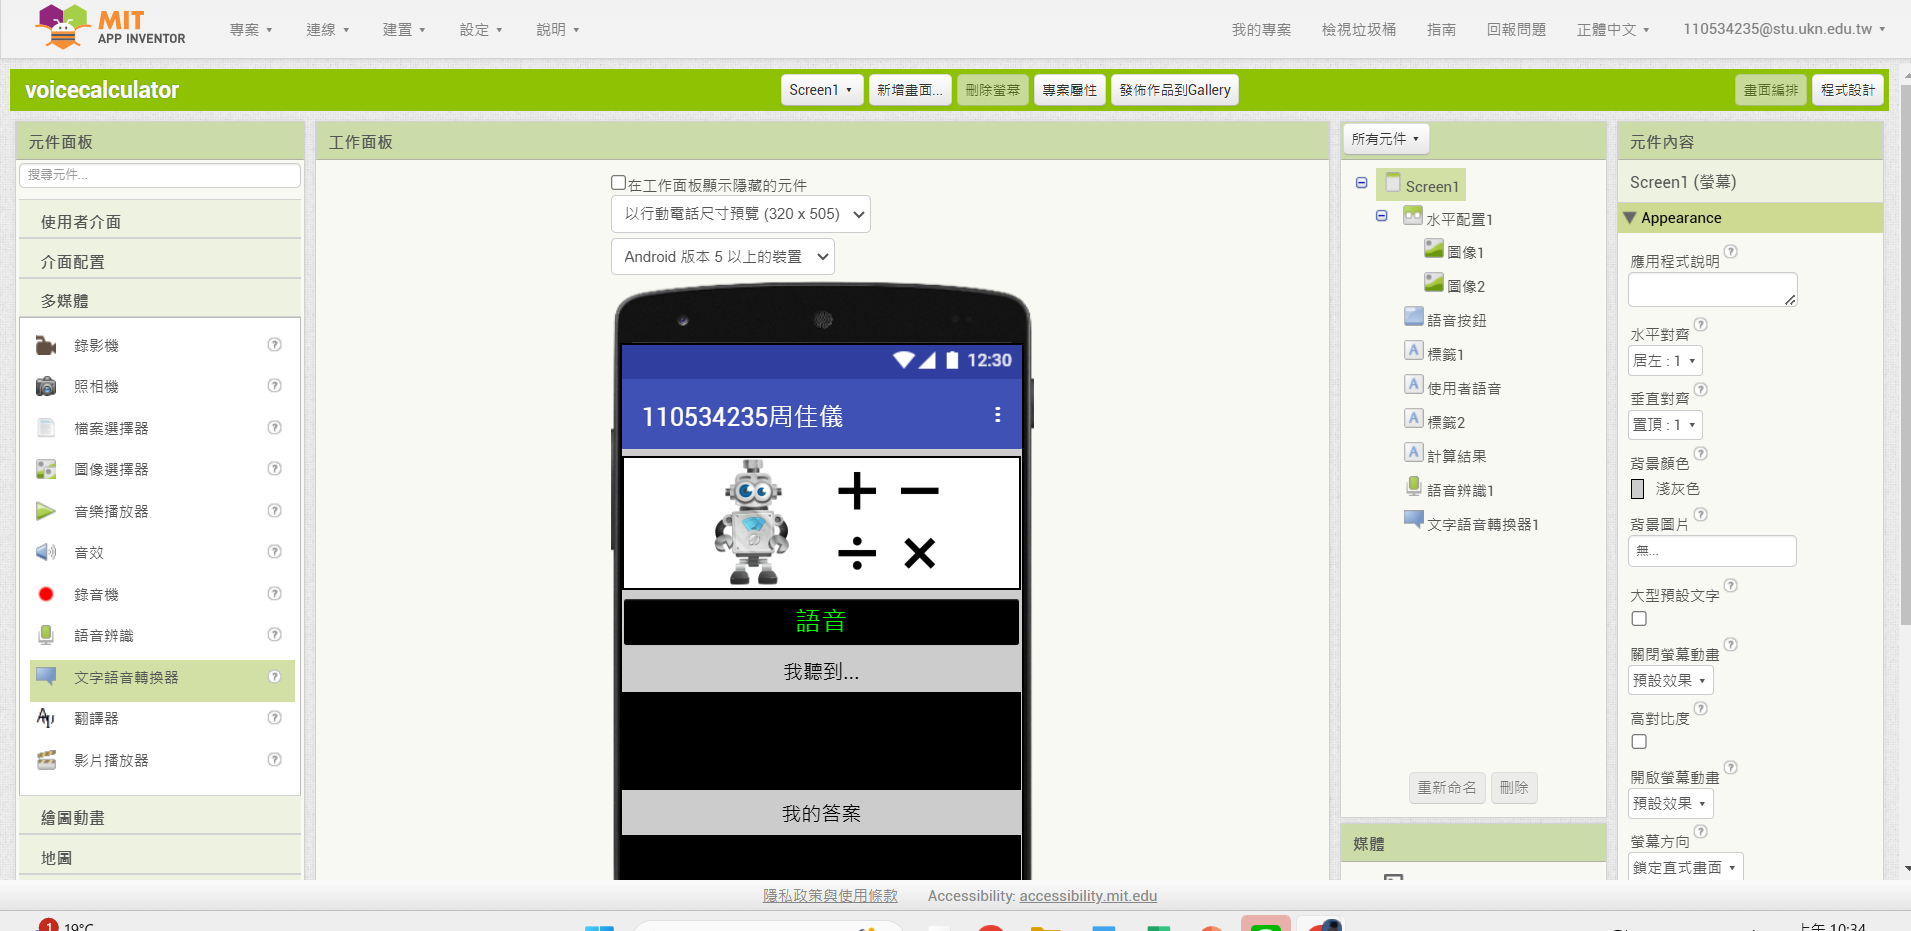 MIT
APP INVENTOR
專案 連線 建置 設定 說明
我的專案 檢視垃圾桶 指南 回報問題 正體中文 110534235@stu.ukn.edu.tw
voicecalculator
Screen1 新增畫面... 刪除螢幕 專案屬性 發佈作品到Gallery
畫面編排 程式設計
元件面板
搜尋元件...
使用者介面
介面配置
多媒體
錄影機
照相機
檔案選擇器
圖像選擇器
音樂播放器
音效
錄音機
語音辨識
文字語音轉換器
翻譯器
影片播放器
繪圖動畫
地圖
工作面板
在工作面板顯示隱藏的元件
以行動電話尺寸預覽 (320 x 505)
Android 版本 5 以上的裝置
12:30
110534235周佳儀
+ −
÷ ×
語音
我聽到...
我的答案
所有元件
Screen1
水平配置1
圖像1
圖像2
語音按鈕
標籤1
使用者語音
標籤2
計算結果
語音辨識1
文字語音轉換器1
重新命名 刪除
媒體
元件內容
Screen1 (螢幕)
Appearance
應用程式說明
水平對齊
居左 : 1
垂直對齊
置頂 : 1
背景顏色
淺灰色
背景圖片
無...
大型預設文字
關閉螢幕動畫
預設效果
高對比度
開啟螢幕動畫
預設效果
螢幕方向
鎖定直式畫面
隱私政策與使用條款 Accessibility: accessibility.mit.edu
1
19°C
上午 10:34